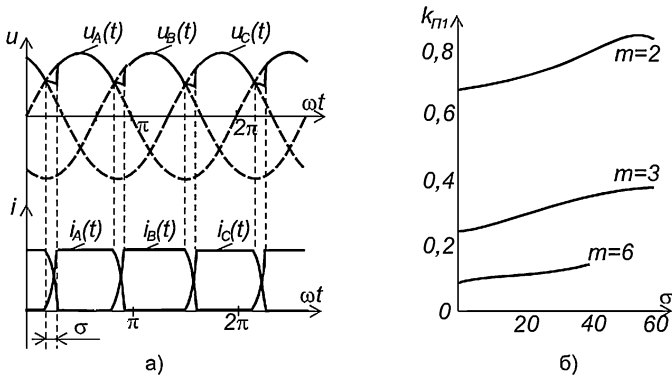 u
u_A(t)
u_B(t)
u_C(t)
ωt
π
2π
i
i_A(t)
i_B(t)
i_C(t)
ωt
π
2π
σ
а)
k_П1
0,8
m=2
0,6
0,4
m=3
0,2
m=6
0
20
40
60
σ
б)